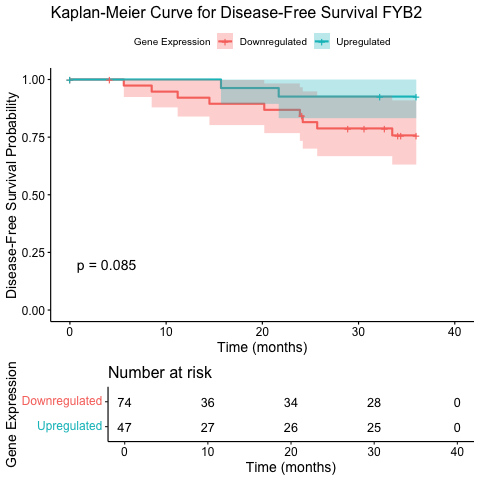 Kaplan-Meier Curve for Disease-Free Survival FYB2
Gene Expression Downregulated Upregulated
Disease-Free Survival Probability
1.00
0.75
0.50
0.25
0.00
p = 0.085
0 10 20 30 40
Time (months)
Number at risk
Gene Expression
Downregulated 74 36 34 28 0
Upregulated 47 27 26 25 0
0 10 20 30 40
Time (months)